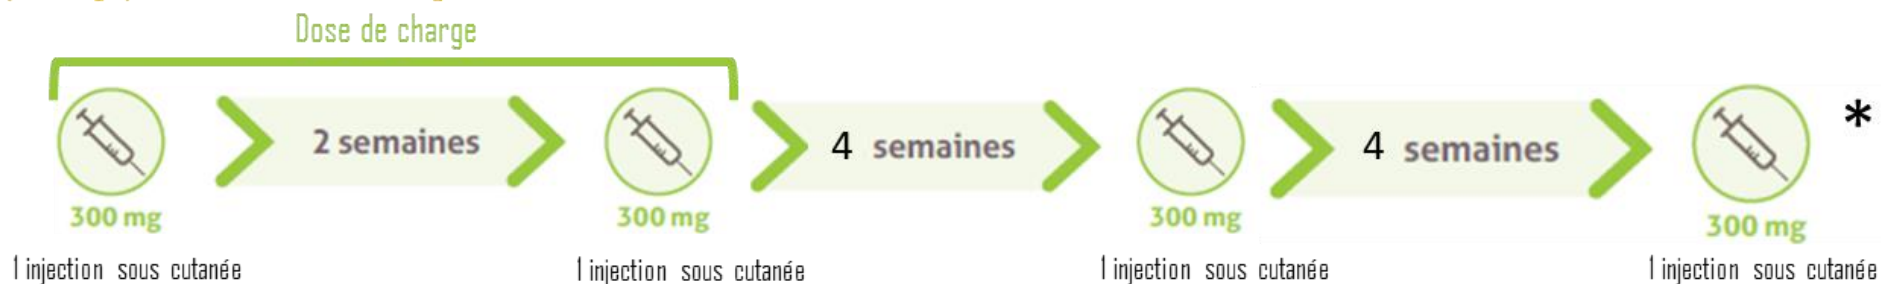 Dose de charge
2 semaines
4 semaines
4 semaines
*
300 mg
300 mg
300 mg
300 mg
1 injection sous cutanée
1 injection sous cutanée
1 injection sous cutanée
1 injection sous cutanée